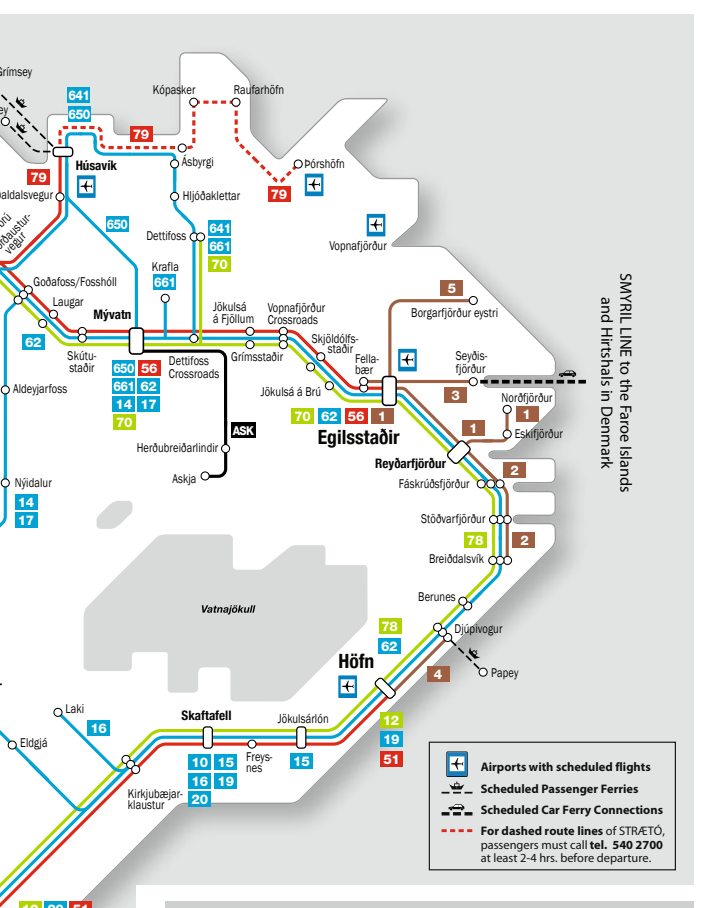 Grímsey
ey
641
650
79
Kópasker
Raufarhöfn
Ásbyrgi
Þórshöfn
79
Húsavík
79
aldalsvegur
Hljóðaklettar
Vopnafjörður
650
Dettifoss
641
661
70
Krafla
661
Goðafoss/Fosshóll
Laugar
62
Mývatn
Skútu-
staðir
650
56
661
62
14
17
70
Dettifoss
Crossroads
Jökulsá
á Fjöllum
Grímsstaðir
Vopnafjörður
Crossroads
Skjöldólfs-
staðir
Jökulsá á Brú
Fella-
bær
5
Borgarfjörður eystri
Seyðis-
fjörður
3
SMYRIL LINE to the Faroe Islands
and Hirtshals in Denmark
Norðfjörður
1
Eskifjörður
1
70
62
56
1
Egilsstaðir
Reyðarfjörður
2
Fáskrúðsfjörður
Stöðvarfjörður
78
2
Breiðdalsvík
Berunes
Djúpivogur
Papey
4
Aldeyjarfoss
Nýidalur
14
17
ASK
Herðubreiðarlindir
Askja
Vatnajökull
78
62
Höfn
12
19
51
Laki
16
Eldgjá
Skaftafell
10
15
16
19
20
Freys-
nes
Jökulsárlón
15
Kirkjubæjar-
klaustur
Airports with scheduled flights
Scheduled Passenger Ferries
Scheduled Car Ferry Connections
For dashed route lines of STRÆTÓ,
passengers must call tel. 540 2700
at least 2-4 hrs. before departure.
51